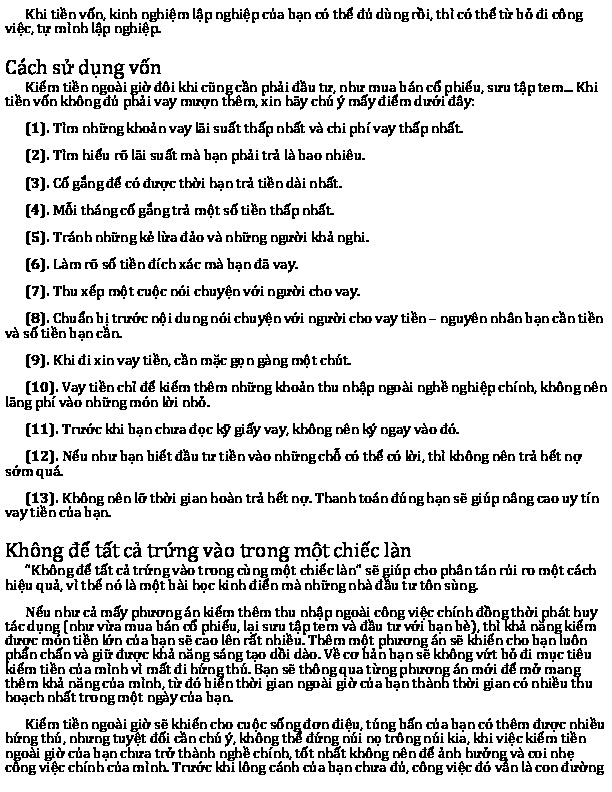 Khi tiền vốn, kinh nghiệm lập nghiệp của bạn có thể đủ dùng rồi, thì có thể từ bỏ đi công
việc, tự mình lập nghiệp.
Cách sử dụng vốn
Kiếm tiền ngoài giờ đôi khi cũng cần phải đầu tư, như mua bán cổ phiếu, sưu tập tem... Khi
tiền vốn không đủ phải vay mượn thêm, xin hãy chú ý mấy điểm dưới đây:
(1). Tìm những khoản vay lãi suất thấp nhất và chi phí vay thấp nhất.
(2). Tìm hiểu rõ lãi suất mà bạn phải trả là bao nhiêu.
(3). Cố gắng để có được thời hạn trả tiền dài nhất.
(4). Mỗi tháng cố gắng trả một số tiền thấp nhất.
(5). Tránh những kẻ lừa đảo và những người khả nghi.
(6). Làm rõ số tiền đích xác mà bạn đã vay.
(7). Thu xếp một cuộc nói chuyện với người cho vay.
(8). Chuẩn bị trước nội dung nói chuyện với người cho vay tiền – nguyên nhân bạn cần tiền
và số tiền bạn cần.
(9). Khi đi xin vay tiền, cần mặc gọn gàng một chút.
(10). Vay tiền chỉ để kiếm thêm những khoản thu nhập ngoài nghề nghiệp chính, không nên
lãng phí vào những món lời nhỏ.
(11). Trước khi bạn chưa đọc kỹ giấy vay, không nên ký ngay vào đó.
(12). Nếu như bạn biết đầu tư tiền vào những chỗ có thể có lời, thì không nên trả hết nợ
sớm quá.
(13). Không nên lỡ thời gian hoàn trả hết nợ. Thanh toán đúng hạn sẽ giúp nâng cao uy tín
vay tiền của bạn.
Không để tất cả trứng vào trong một chiếc làn
“Không để tất cả trứng vào trong cùng một chiếc làn” sẽ giúp cho phân tán rủi ro một cách
hiệu quả, vì thế nó là một bài học kinh điển mà những nhà đầu tư tôn sùng.
Nếu như cả mấy phương án kiếm thêm thu nhập ngoài công việc chính đồng thời phát huy
tác dụng (như vừa mua bán cổ phiếu, lại sưu tập tem và đầu tư với bạn bè), thì khả năng kiếm
được món tiền lớn của bạn sẽ cao lên rất nhiều. Thêm một phương án sẽ khiến cho bạn luôn
phấn chấn và giữ được khả năng sáng tạo dồi dào. Về cơ bản bạn sẽ không vứt bỏ đi mục tiêu
kiếm tiền của mình vì mất đi hứng thú. Bạn sẽ thông qua từng phương án mới để mở mang
thêm khả năng của mình, từ đó biến thời gian ngoài giờ của bạn thành thời gian có nhiều thu
hoạch nhất trong một ngày của bạn.
Kiếm tiền ngoài giờ sẽ khiến cho cuộc sống đơn điệu, túng bấn của bạn có thêm được nhiều
hứng thú, nhưng tuyệt đối cần chú ý, không thể đứng núi nọ trông núi kia, khi việc kiếm tiền
ngoài giờ của bạn chưa trở thành nghề chính, tốt nhất không nên để ảnh hưởng và coi nhẹ
công việc chính của mình. Trước khi lông cánh của bạn chưa đủ, công việc đó vẫn là con đường